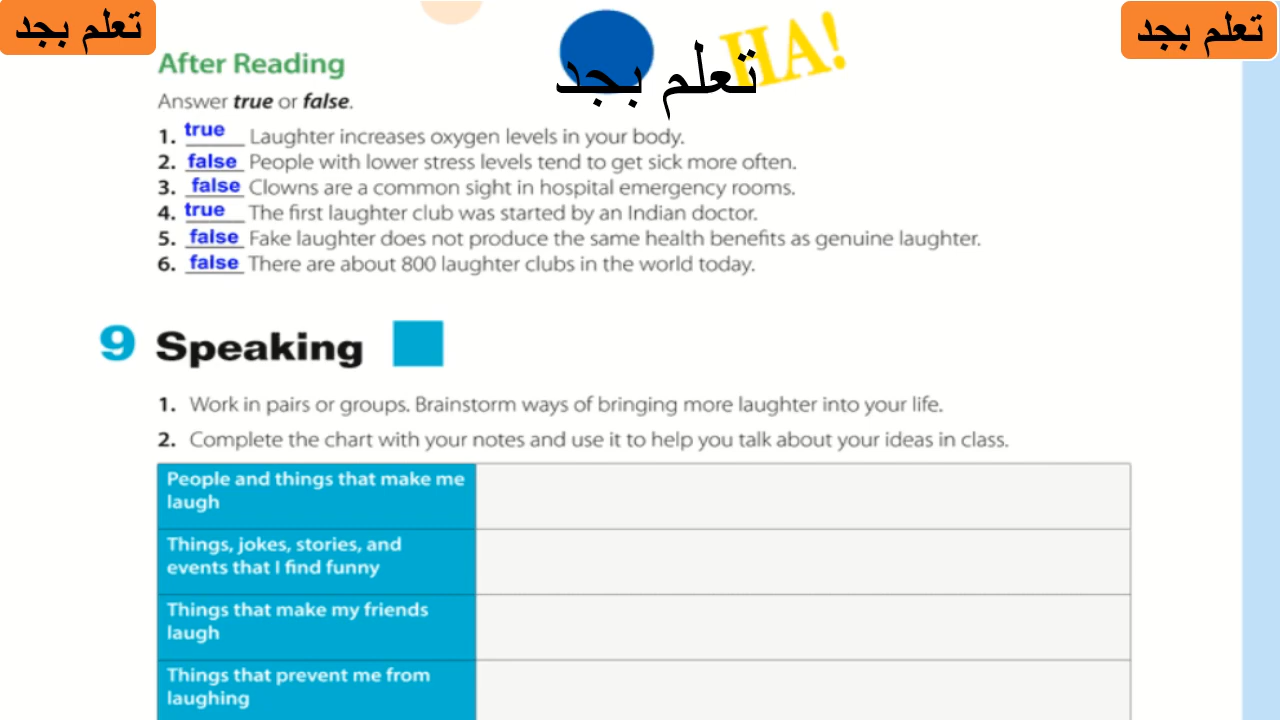 تعلم بجد
تعلم بجد
HA!
تعلم بجد
After Reading
Answer true or false.
1. true Laughter increases oxygen levels in your body.
2. false People with lower stress levels tend to get sick more often.
3. false Clowns are a common sight in hospital emergency rooms.
4. true The first laughter club was started by an Indian doctor.
5. false Fake laughter does not produce the same health benefits as genuine laughter.
6. false There are about 800 laughter clubs in the world today.
9 Speaking
1. Work in pairs or groups. Brainstorm ways of bringing more laughter into your life.
2. Complete the chart with your notes and use it to help you talk about your ideas in class.
People and things that make me
laugh
Things, jokes, stories, and
events that I find funny
Things that make my friends
laugh
Things that prevent me from
laughing